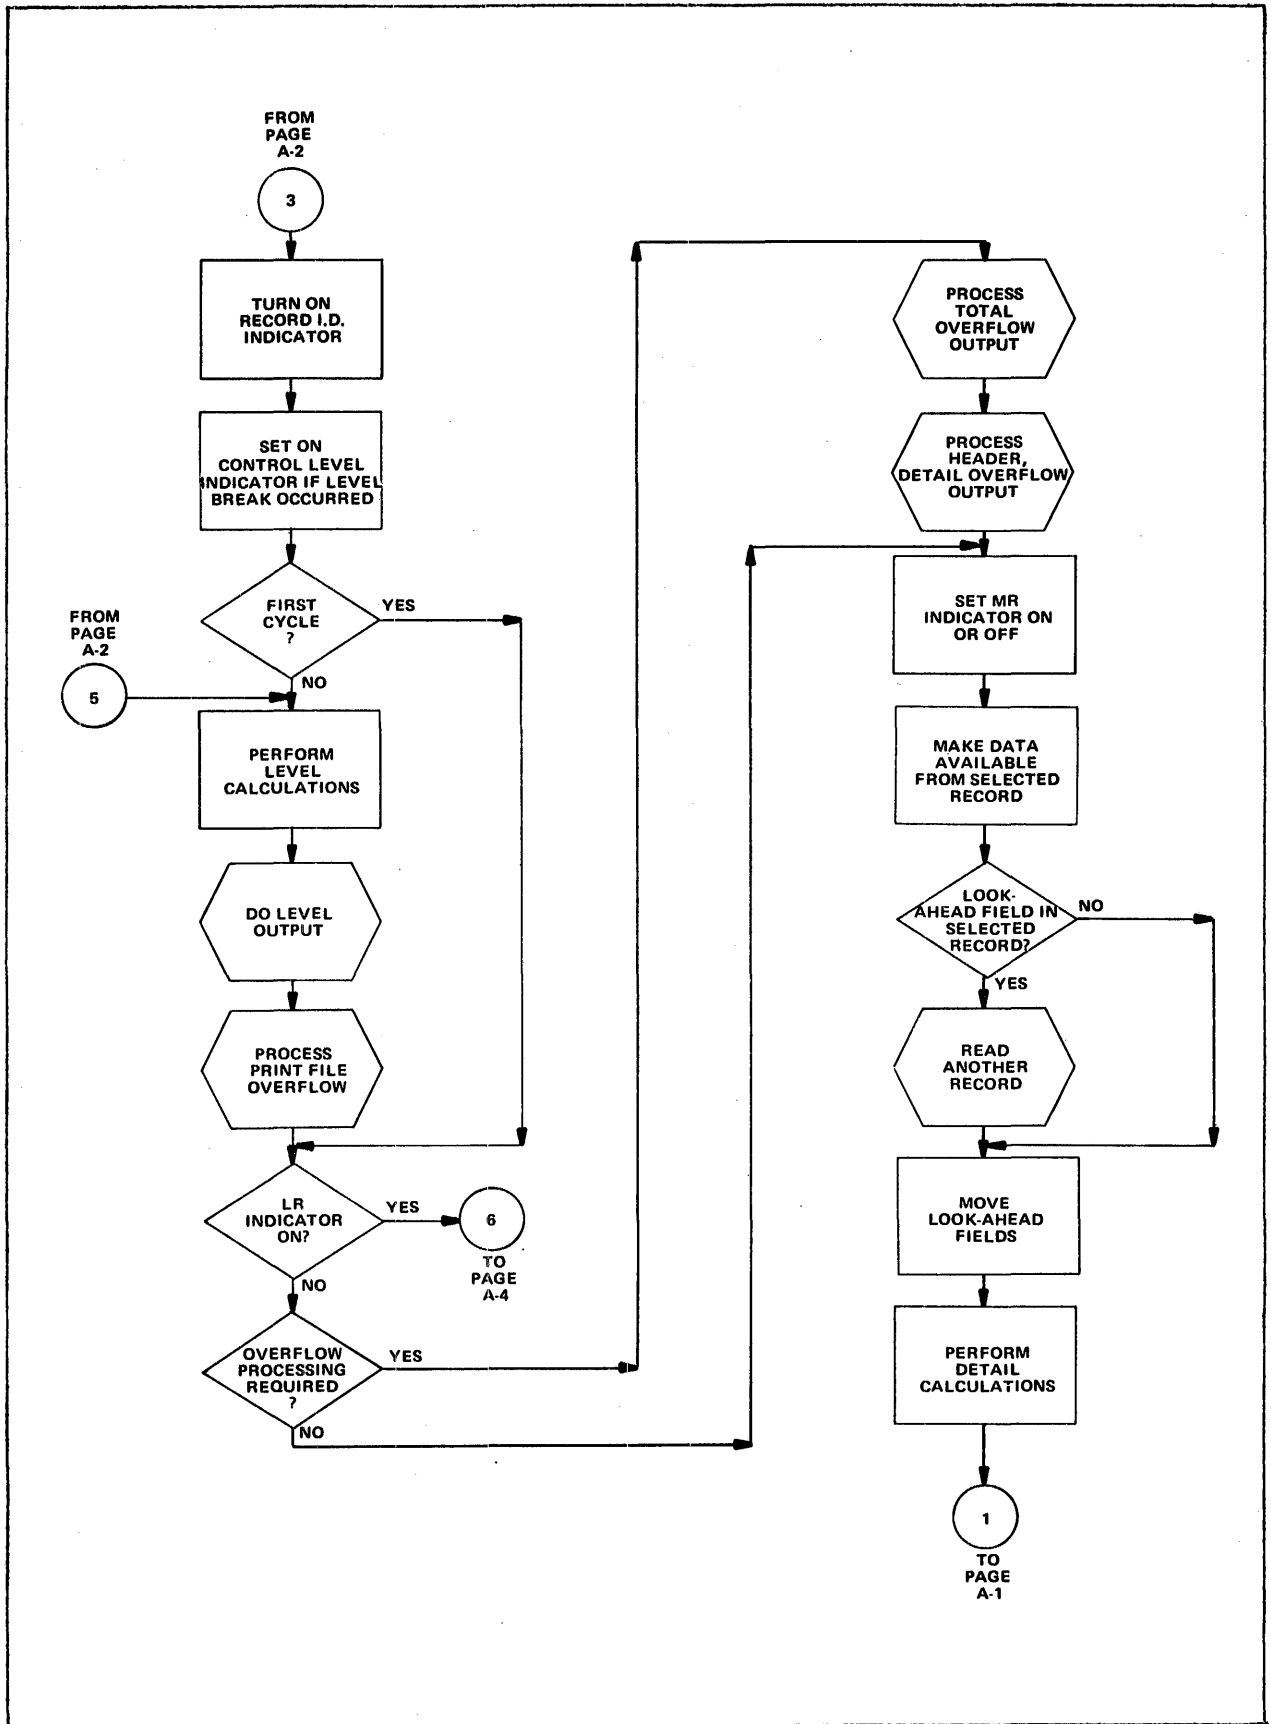 FROM
PAGE
A-2
3
TURN ON
RECORD I.D.
INDICATOR
SET ON
CONTROL LEVEL
INDICATOR IF LEVEL
BREAK OCCURRED
FIRST
CYCLE
?
YES
NO
FROM
PAGE
A-2
5
PERFORM
LEVEL
CALCULATIONS
DO LEVEL
OUTPUT
PROCESS
PRINT FILE
OVERFLOW
LR
INDICATOR
ON?
YES
6
TO
PAGE
A-4
NO
OVERFLOW
PROCESSING
REQUIRED
?
YES
NO
PROCESS
TOTAL
OVERFLOW
OUTPUT
PROCESS
HEADER,
DETAIL OVERFLOW
OUTPUT
SET MR
INDICATOR ON
OR OFF
MAKE DATA
AVAILABLE
FROM SELECTED
RECORD
LOOK-
AHEAD FIELD IN
SELECTED
RECORD?
NO
YES
READ
ANOTHER
RECORD
MOVE
LOOK-AHEAD
FIELDS
PERFORM
DETAIL
CALCULATIONS
1
TO
PAGE
A-1